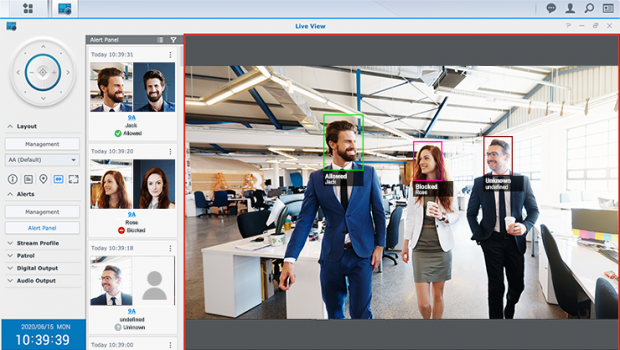 Live View
Alert Panel
Today 10:39:31
9A
Jack
Allowed
Layout
Management
AA (Default)
Today 10:39:20
9A
Rose
Blocked
Alerts
Management
Alert Panel
Stream Profile
Patrol
Digital Output
Audio Output
Today 10:39:18
9A
undefined
Unknown
2020/06/15 MON
10:39:39
Today 10:39:00
Allowed
Jack
Blocked
Rose
Unknown
undefined